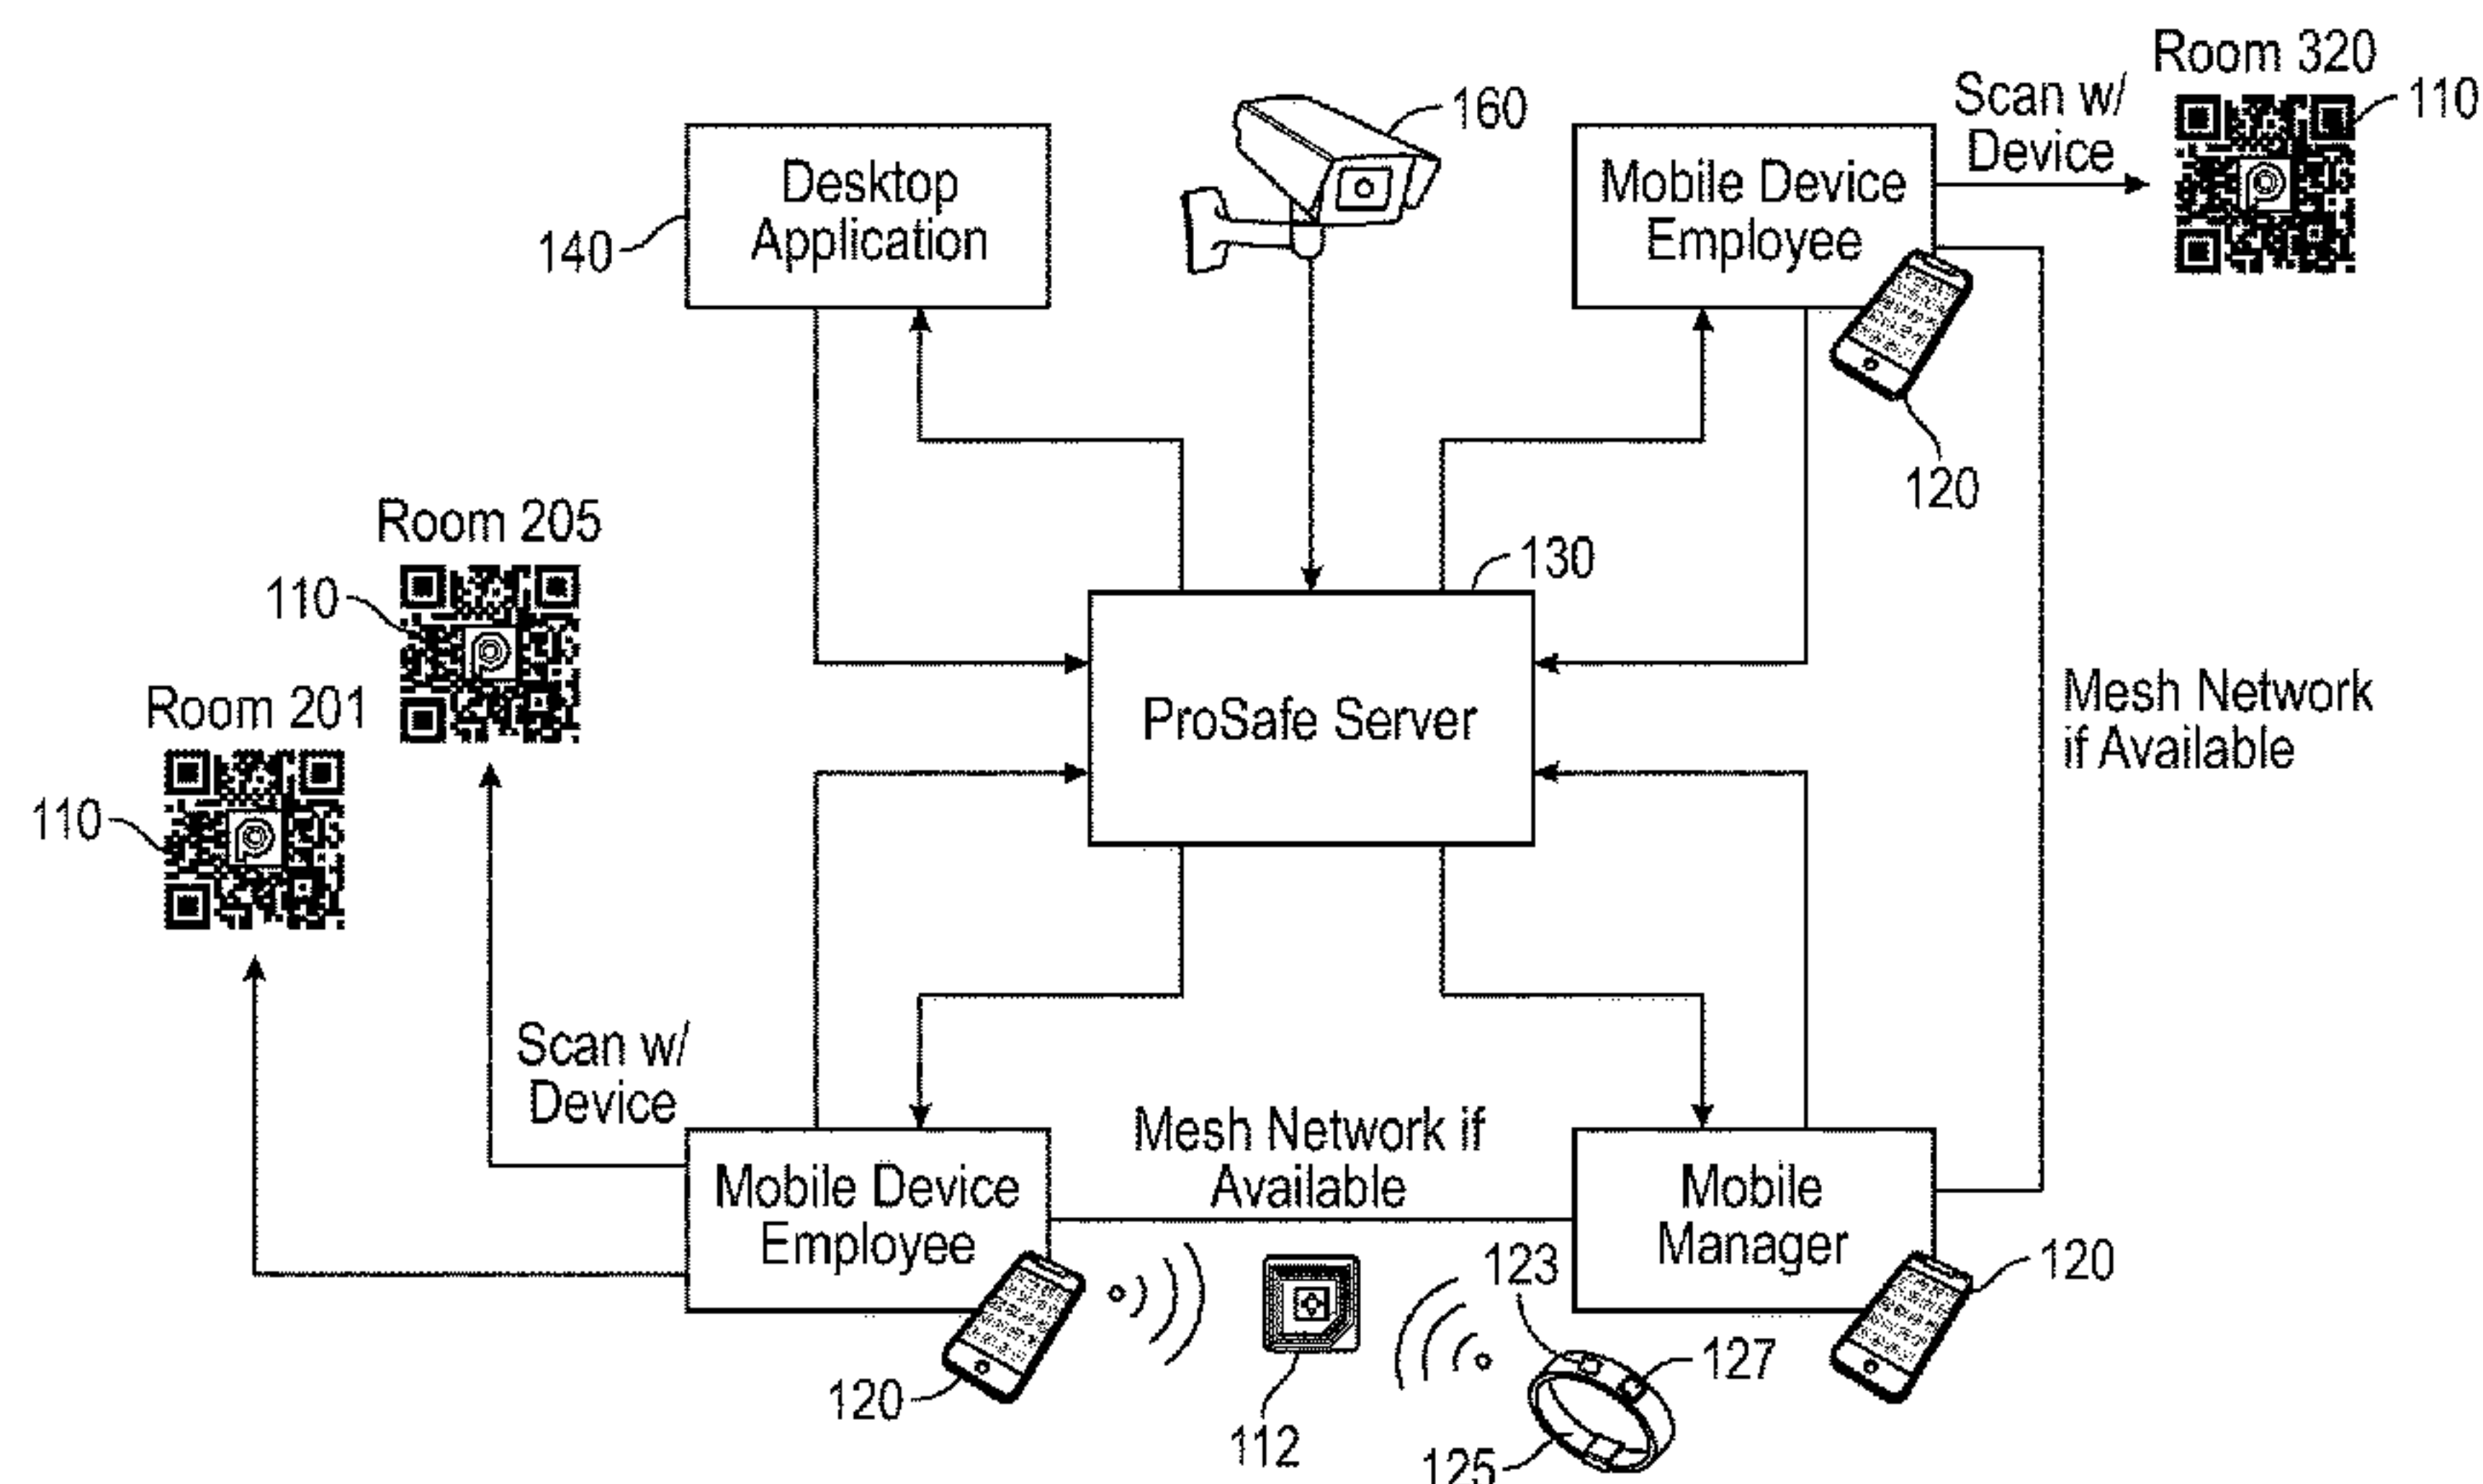 Room 320
Scan w/
Device
110
160
Desktop
Application
140
Mobile Device
Employee
120
Room 205
110
130
ProSafe Server
Mesh Network
if Available
Room 201
110
Scan w/
Device
Mesh Network if
Available
Mobile Device
Employee
Mobile
Manager
123
120
127
120
112
125